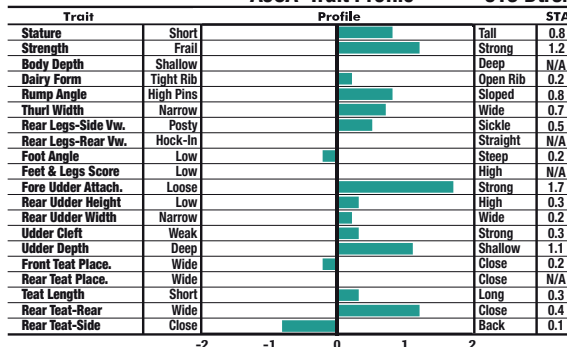 Trait Profile STA
Stature Short Tall 0.8
Strength Frail Strong 1.2
Body Depth Shallow Deep N/A
Dairy Form Tight Rib Open Rib 0.2
Rump Angle High Pins Sloped 0.8
Thurl Width Narrow Wide 0.7
Rear Legs-Side Vw. Posty Sickle 0.5
Rear Legs-Rear Vw. Hock-In Straight N/A
Foot Angle Low Steep 0.2
Feet & Legs Score Low High N/A
Fore Udder Attach. Loose Strong 1.7
Rear Udder Height Low High 0.3
Rear Udder Width Narrow Wide 0.2
Udder Cleft Weak Strong 0.3
Udder Depth Deep Shallow 1.1
Front Teat Place. Wide Close 0.2
Rear Teat Place. Wide Close N/A
Teat Length Short Long 0.3
Rear Teat-Rear Wide Close 0.4
Rear Teat-Side Close Back 0.1
-2 -1 0 1 2